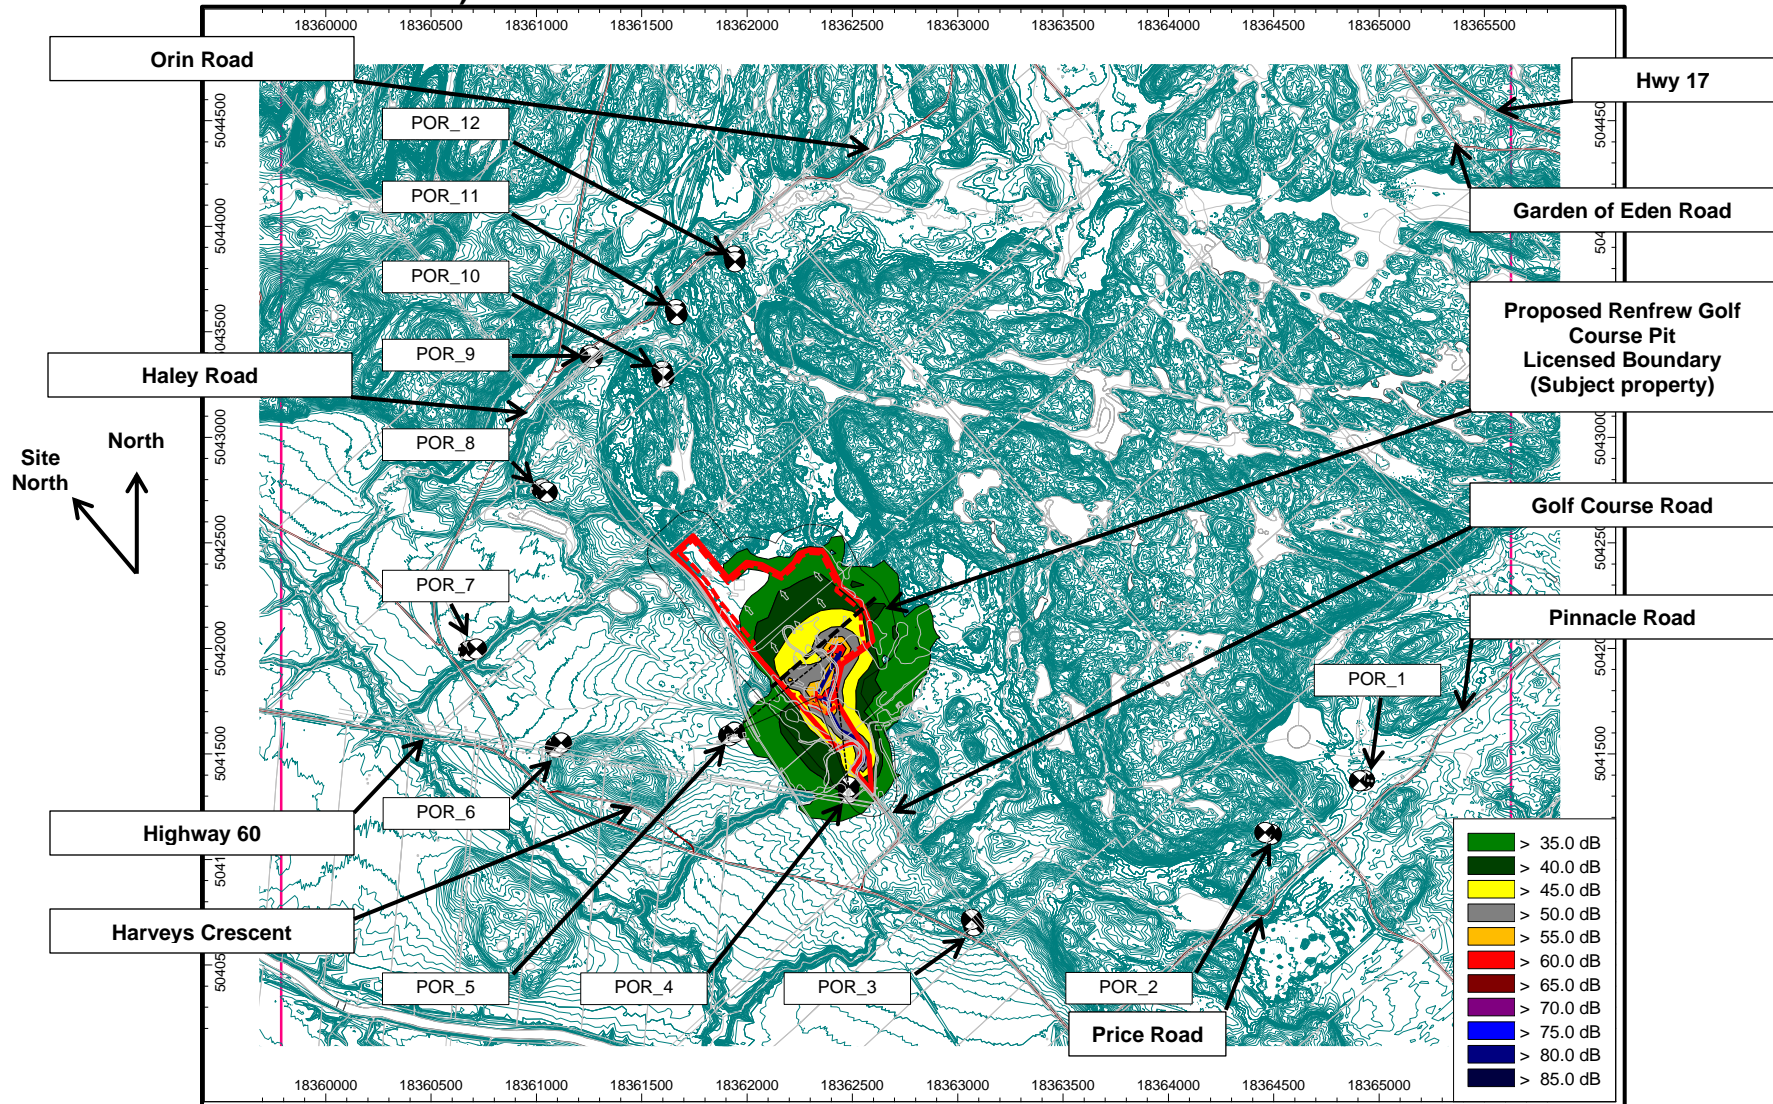 18360000 18360500 18361000 18361500 18362000 18362500 18363000 18363500 18364000 18364500 18365000 18365500
Orin Road
Hwy 17
5044500
POR_12
POR_11
Garden of Eden Road
5044000
POR_10
Proposed Renfrew Golf
Course Pit
Licensed Boundary
(Subject property)
5043500
POR_9
Haley Road
5043000
5043000
POR_8
North
Site
North
Golf Course Road
5042500
5042500
POR_7
Pinnacle Road
5042000
POR_1
5041500
5041500
POR_6
Highway 60
> 35.0 dB
> 40.0 dB
> 45.0 dB
> 50.0 dB
> 55.0 dB
> 60.0 dB
> 65.0 dB
> 70.0 dB
> 75.0 dB
> 80.0 dB
> 85.0 dB
Harveys Crescent
POR_5
POR_4
POR_3
POR_2
Price Road
18360000 18360500 18361000 18361500 18362000 18362500 18363000 18363500 18364000 18364500 18365000